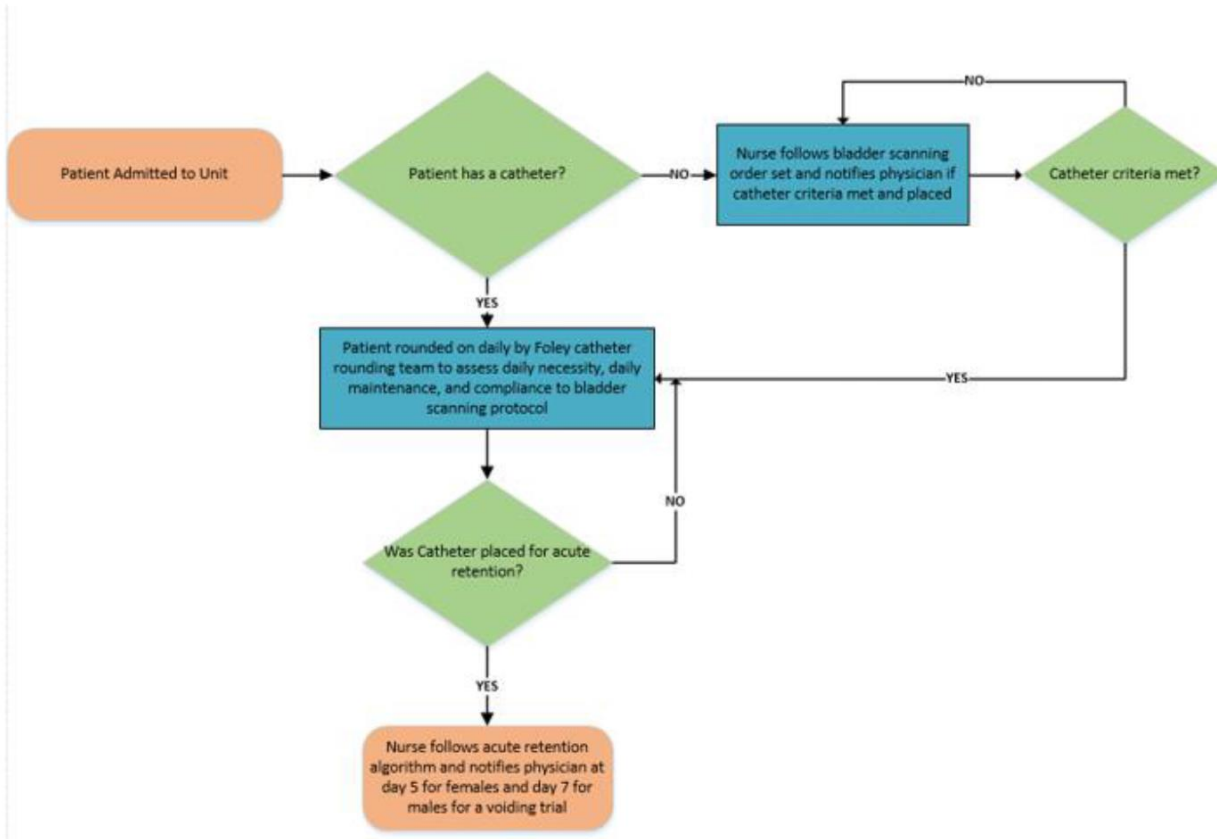 NO
Patient Admitted to Unit
Patient has a catheter?
NO
Nurse follows bladder scanning
order set and notifies physician if
catheter criteria met and placed
Catheter criteria met?
YES
Patient rounded on daily by Foley catheter
rounding team to assess daily necessity, daily
maintenance, and compliance to bladder
scanning protocol
YES
NO
Was Catheter placed for acute
retention?
YES
Nurse follows acute retention
algorithm and notifies physician at
day 5 for females and day 7 for
males for a voiding trial